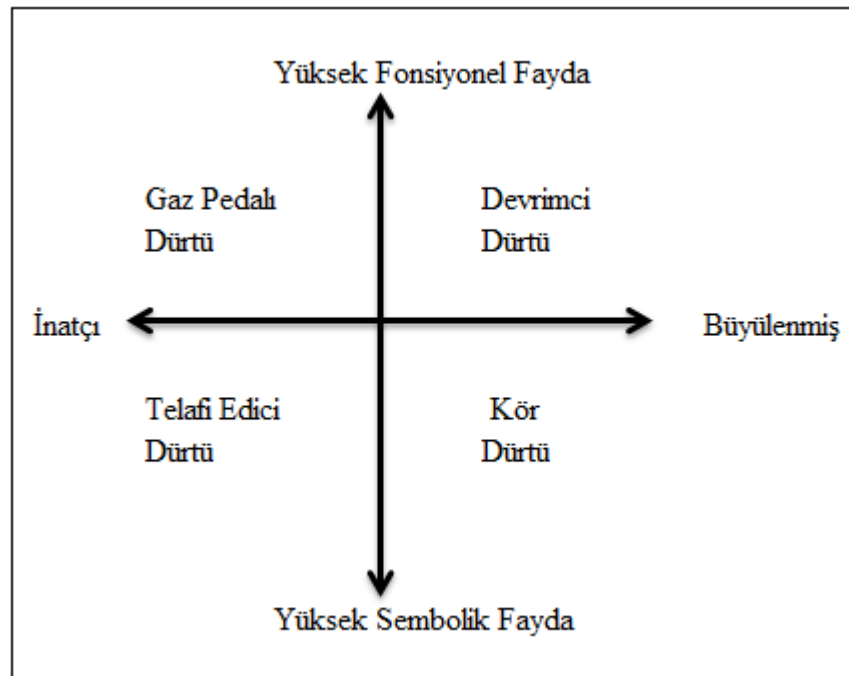 Yüksek Fonsiyonel Fayda
Gaz Pedalı
Dürtü
Devrimci
Dürtü
İnatçı
Büyülenmiş
Telafi Edici
Dürtü
Kör
Dürtü
Yüksek Sembolik Fayda